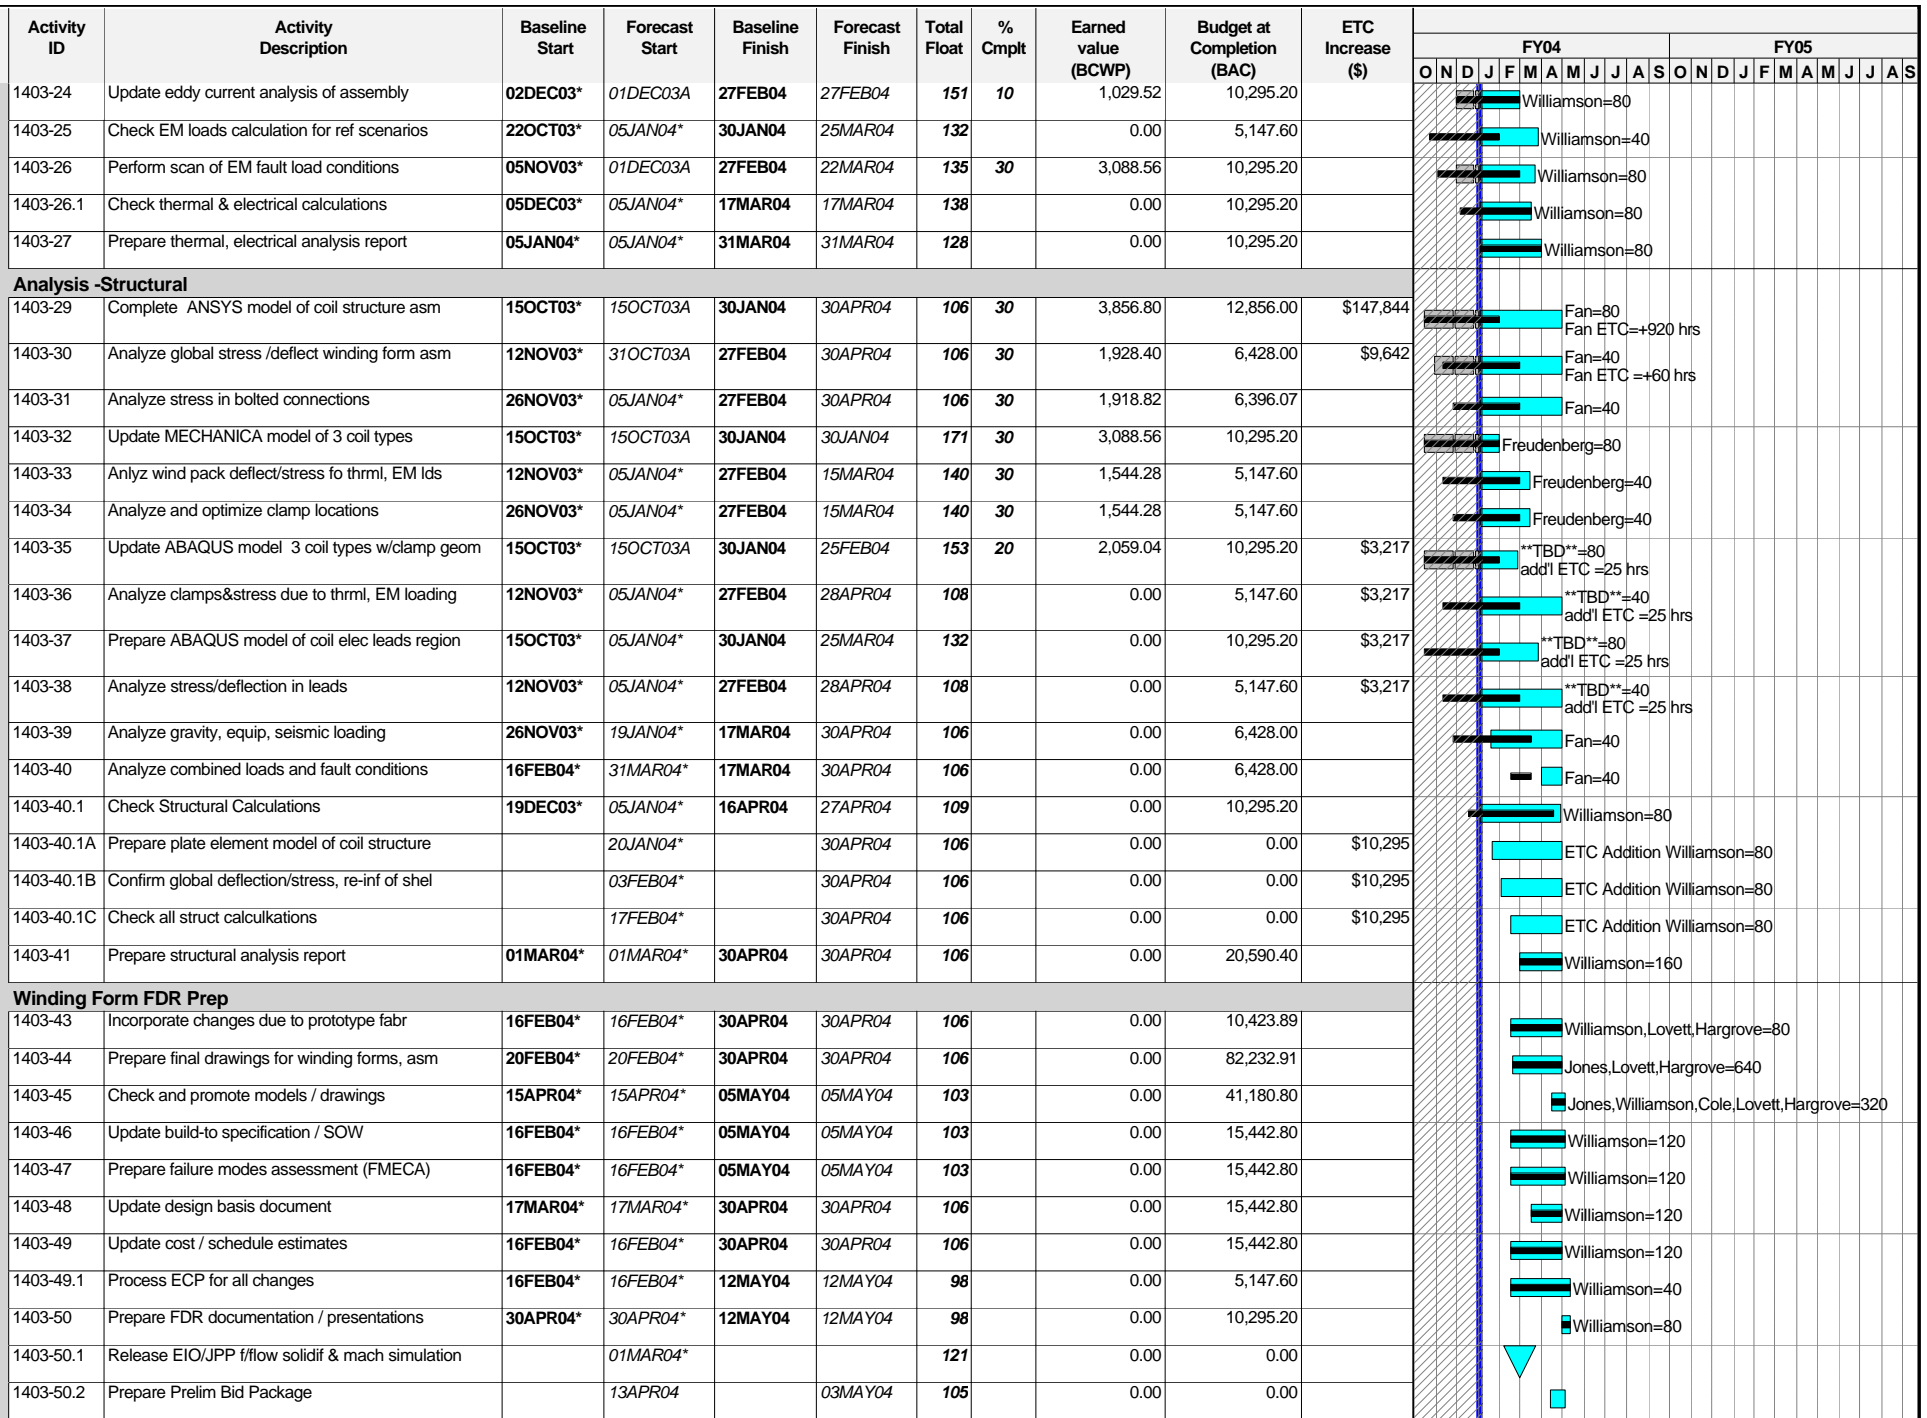 Activity ID Activity Description Baseline Start Forecast Start Baseline Finish Forecast Finish Total Float % Cmplt Earned value (BCWP) Budget at Completion (BAC) ETC Increase ($) FY04 FY05
O N D J F M A M J J A S O N D J F M A M J J A S
1403-24 Update eddy current analysis of assembly 02DEC03* 01DEC03A 27FEB04 27FEB04 151 10 1,029.52 10,295.20 Williamson=80
1403-25 Check EM loads calculation for ref scenarios 22OCT03* 05JAN04* 30JAN04 25MAR04 132 0.00 5,147.60 Williamson=40
1403-26 Perform scan of EM fault load conditions 05NOV03* 01DEC03A 27FEB04 22MAR04 135 30 3,088.56 10,295.20 Williamson=80
1403-26.1 Check thermal & electrical calculations 05DEC03* 05JAN04* 17MAR04 17MAR04 138 0.00 10,295.20 Williamson=80
1403-27 Prepare thermal, electrical analysis report 05JAN04* 05JAN04* 31MAR04 31MAR04 128 0.00 10,295.20 Williamson=80
Analysis -Structural
1403-29 Complete ANSYS model of coil structure asm 15OCT03* 15OCT03A 30JAN04 30APR04 106 30 3,856.80 12,856.00 $147,844 Fan=80
Fan ETC=+920 hrs
1403-30 Analyze global stress /deflect winding form asm 12NOV03* 31OCT03A 27FEB04 30APR04 106 30 1,928.40 6,428.00 $9,642 Fan=40
Fan ETC =+60 hrs
1403-31 Analyze stress in bolted connections 26NOV03* 05JAN04* 27FEB04 30APR04 106 30 1,918.82 6,396.07 Fan=40
1403-32 Update MECHANICA model of 3 coil types 15OCT03* 15OCT03A 30JAN04 30JAN04 171 30 3,088.56 10,295.20 Freudenberg=80
1403-33 Anlyz wind pack deflect/stress fo thrml, EM lds 12NOV03* 05JAN04* 27FEB04 15MAR04 140 30 1,544.28 5,147.60 Freudenberg=40
1403-34 Analyze and optimize clamp locations 26NOV03* 05JAN04* 27FEB04 15MAR04 140 30 1,544.28 5,147.60 Freudenberg=40
1403-35 Update ABAQUS model 3 coil types w/clamp geom 15OCT03* 15OCT03A 30JAN04 25FEB04 153 20 2,059.04 10,295.20 $3,217 **TBD**=80
add'l ETC =25 hrs
1403-36 Analyze clamps&stress due to thrml, EM loading 12NOV03* 05JAN04* 27FEB04 28APR04 108 0.00 5,147.60 $3,217 **TBD**=40
add'l ETC =25 hrs
1403-37 Prepare ABAQUS model of coil elec leads region 15OCT03* 05JAN04* 30JAN04 25MAR04 132 0.00 10,295.20 $3,217 **TBD**=80
add'l ETC =25 hrs
1403-38 Analyze stress/deflection in leads 12NOV03* 05JAN04* 27FEB04 28APR04 108 0.00 5,147.60 $3,217 **TBD**=40
add'l ETC =25 hrs
1403-39 Analyze gravity, equip, seismic loading 26NOV03* 19JAN04* 17MAR04 30APR04 106 0.00 6,428.00 Fan=40
1403-40 Analyze combined loads and fault conditions 16FEB04* 31MAR04* 17MAR04 30APR04 106 0.00 6,428.00 Fan=40
1403-40.1 Check Structural Calculations 19DEC03* 05JAN04* 16APR04 27APR04 109 0.00 10,295.20 Williamson=80
1403-40.1A Prepare plate element model of coil structure 20JAN04* 30APR04 106 0.00 0.00 $10,295 ETC Addition Williamson=80
1403-40.1B Confirm global deflection/stress, re-inf of shel 03FEB04* 30APR04 106 0.00 0.00 $10,295 ETC Addition Williamson=80
1403-40.1C Check all struct calculkations 17FEB04* 30APR04 106 0.00 0.00 $10,295 ETC Addition Williamson=80
1403-41 Prepare structural analysis report 01MAR04* 01MAR04* 30APR04 30APR04 106 0.00 20,590.40 Williamson=160
Winding Form FDR Prep
1403-43 Incorporate changes due to prototype fabr 16FEB04* 16FEB04* 30APR04 30APR04 106 0.00 10,423.89 Williamson,Lovett,Hargrove=80
1403-44 Prepare final drawings for winding forms, asm 20FEB04* 20FEB04* 30APR04 30APR04 106 0.00 82,232.91 Jones,Lovett,Hargrove=640
1403-45 Check and promote models / drawings 15APR04* 15APR04* 05MAY04 05MAY04 103 0.00 41,180.80 Jones,Williamson,Cole,Lovett,Hargrove=320
1403-46 Update build-to specification / SOW 16FEB04* 16FEB04* 05MAY04 05MAY04 103 0.00 15,442.80 Williamson=120
1403-47 Prepare failure modes assessment (FMECA) 16FEB04* 16FEB04* 05MAY04 05MAY04 103 0.00 15,442.80 Williamson=120
1403-48 Update design basis document 17MAR04* 17MAR04* 30APR04 30APR04 106 0.00 15,442.80 Williamson=120
1403-49 Update cost / schedule estimates 16FEB04* 16FEB04* 30APR04 30APR04 106 0.00 15,442.80 Williamson=120
1403-49.1 Process ECP for all changes 16FEB04* 16FEB04* 12MAY04 12MAY04 98 0.00 5,147.60 Williamson=40
1403-50 Prepare FDR documentation / presentations 30APR04* 30APR04* 12MAY04 12MAY04 98 0.00 10,295.20 Williamson=80
1403-50.1 Release EIO/JPP f/flow solidif & mach simulation 01MAR04* 121 0.00 0.00
1403-50.2 Prepare Prelim Bid Package 13APR04 03MAY04 105 0.00 0.00